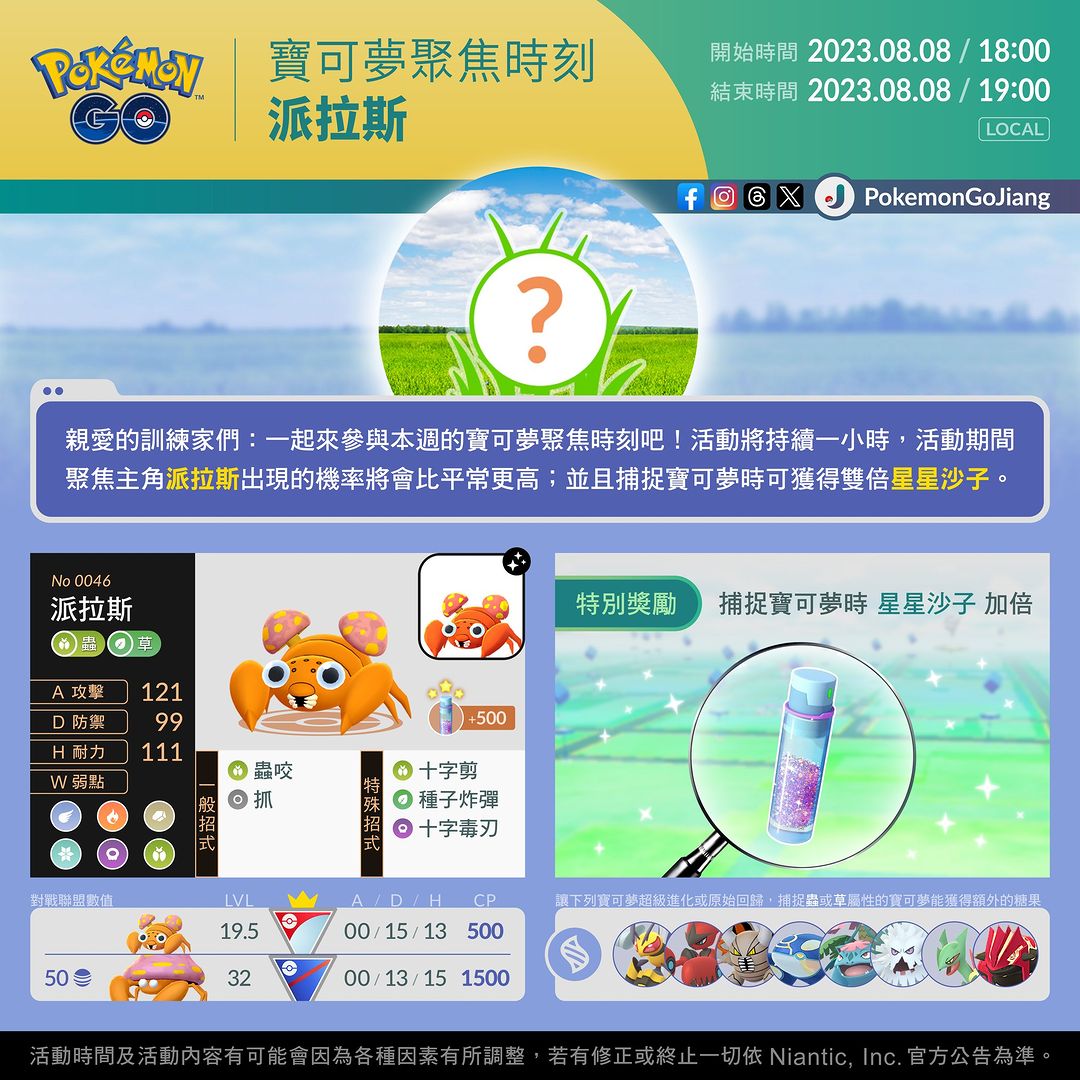 POKÉMON GO™
寶可夢聚焦時刻
派拉斯
開始時間 2023.08.08 / 18:00
結束時間 2023.08.08 / 19:00
LOCAL
PokemonGoJiang
?
親愛的訓練家們：一起來參與本週的寶可夢聚焦時刻吧！活動將持續一小時，活動期間
聚焦主角派拉斯出現的機率將會比平常更高；並且捕捉寶可夢時可獲得雙倍星星沙子。
No 0046
派拉斯
蟲 草
A 攻擊 121
D 防禦 99
H 耐力 111
W 弱點
+500
一般招式
蟲咬
抓
特殊招式
十字剪
種子炸彈
十字毒刃
特別獎勵 捕捉寶可夢時 星星沙子 加倍
對戰聯盟數值 LVL A / D / H CP
19.5 00 / 15 / 13 500
50 32 00 / 13 / 15 1500
讓下列寶可夢超級進化或原始回歸，捕捉蟲或草屬性的寶可夢能獲得額外的糖果
活動時間及活動內容有可能會因為各種因素有所調整，若有修正或終止一切依 Niantic, Inc. 官方公告為準。